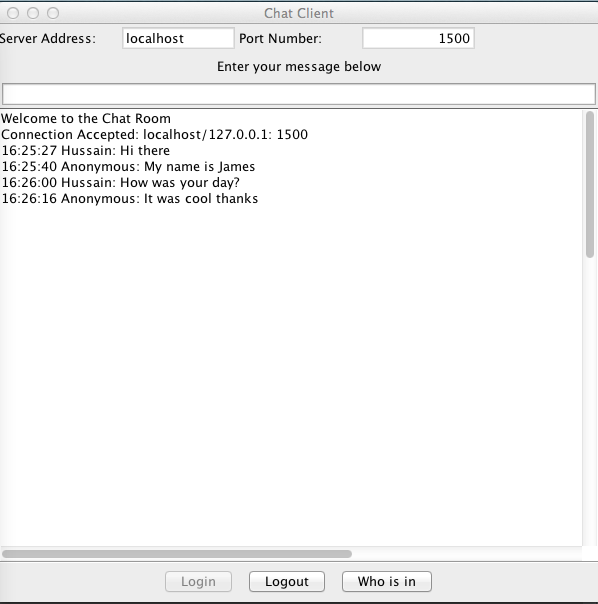 Chat Client
Server Address: localhost Port Number: 1500
Enter your message below
Welcome to the Chat Room
Connection Accepted: localhost/127.0.0.1: 1500
16:25:27 Hussain: Hi there
16:25:40 Anonymous: My name is James
16:26:00 Hussain: How was your day?
16:26:16 Anonymous: It was cool thanks
Login Logout Who is in